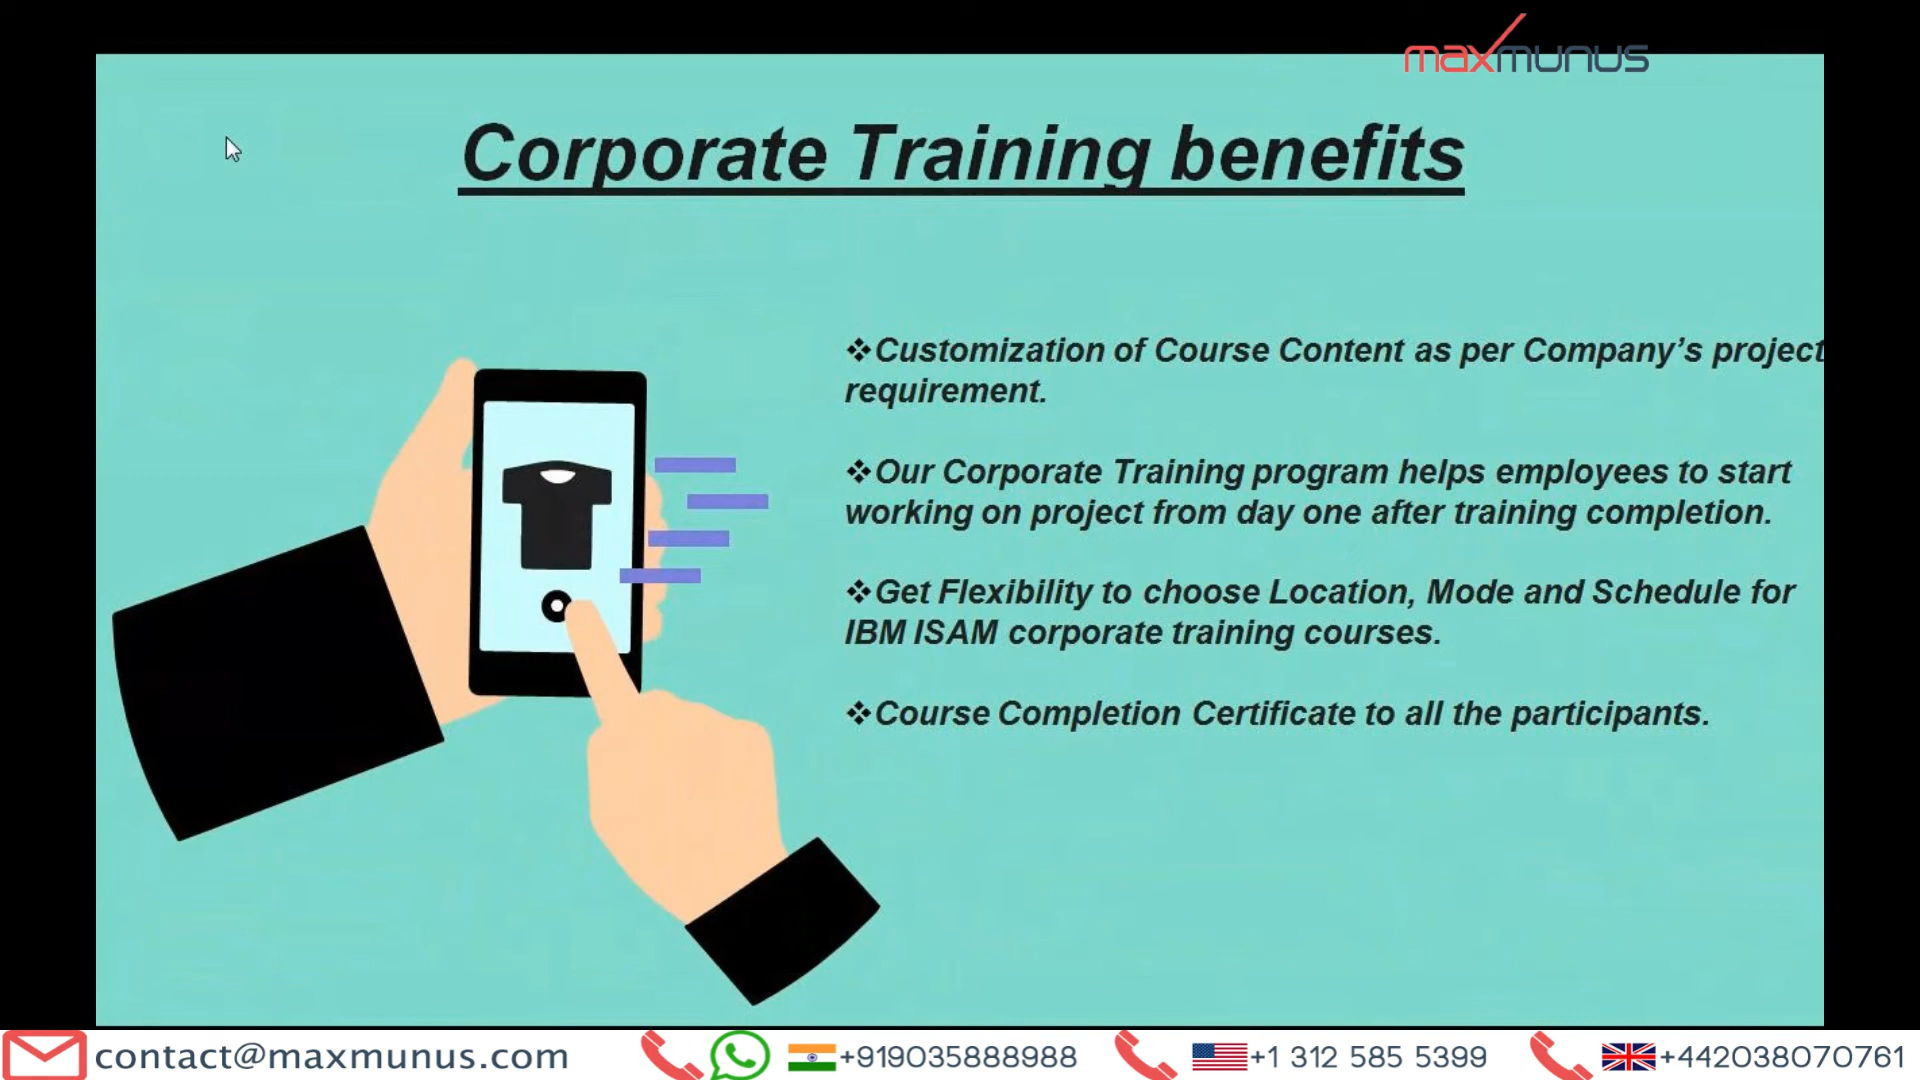 maxmunus
Corporate Training benefits
❖Customization of Course Content as per Company’s project
requirement.
❖Our Corporate Training program helps employees to start
working on project from day one after training completion.
❖Get Flexibility to choose Location, Mode and Schedule for
IBM ISAM corporate training courses.
❖Course Completion Certificate to all the participants.
contact@maxmunus.com +919035888988 +1 312 585 5399 +442038070761